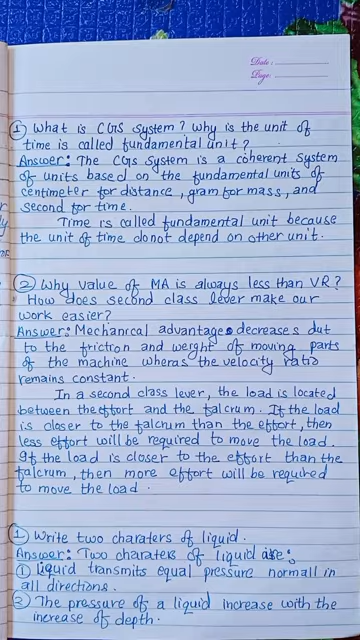 Date:
Page:
① What is CGS System? Why is the unit of
time is called fundamental unit?
Answer: The CGS System is a coherent system
of units based on the fundamental units of
centimeter for distance, gram for mass, and
second for time.
Time is called fundamental unit because
the unit of time donot depend on other unit.
② Why value of MA is always less than VR?
How does second class lever make our
work easier?
Answer: Mechanical advantage decreases dut
to the friction and weight of moving parts
of the machine wheras the velocity ratio
remains constant.
In a second class lever, the load is located
between the effort and the falcrum. If the load
is closer to the falcrum than the effort, then
less effort will be required to move the load.
If the load is closer to the effort than the
falcrum, then more effort will be required
to move the load.
① Write two charaters of liquid.
Answer: Two charaters of liquid are:
① liquid transmits equal pressure normall in
all directions.
② The pressure of a liquid increase with the
increase of depth.